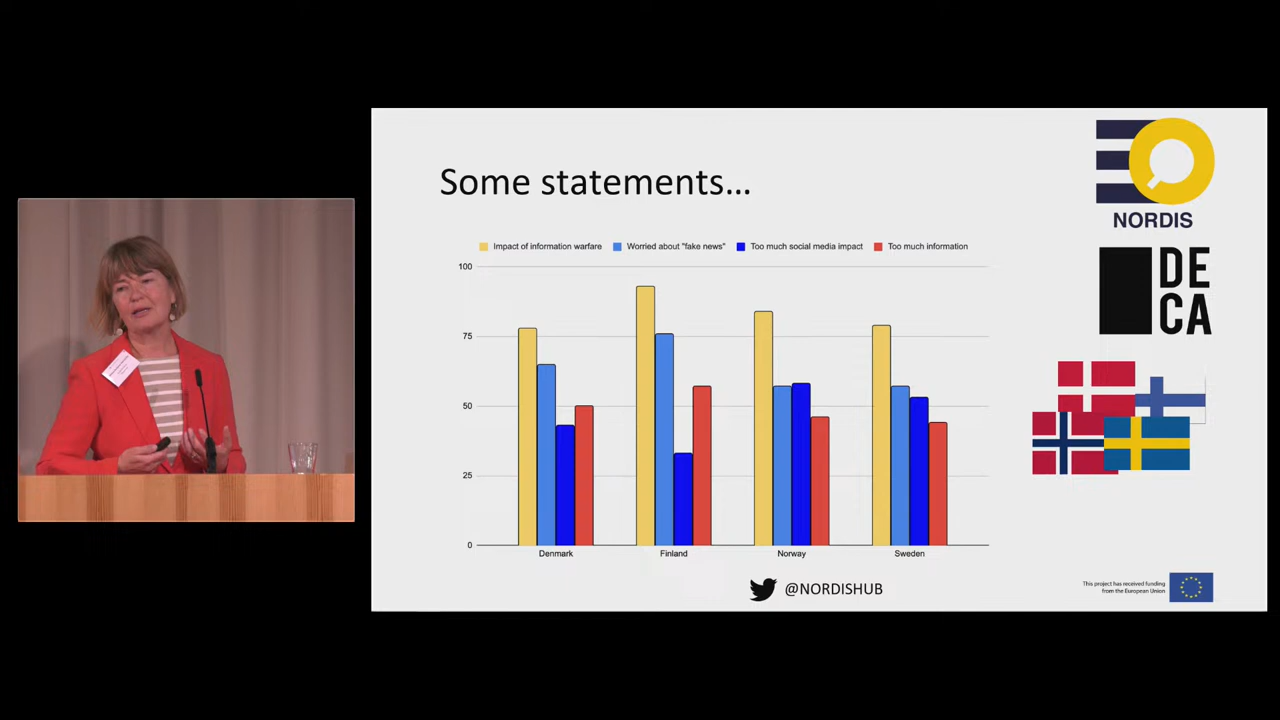 Some statements…
Impact of information warfare
Worried about "fake news"
Too much social media impact
Too much information
100
75
50
25
0
Denmark
Finland
Norway
Sweden
@NORDISHUB
NORDIS
DE
CA
This project has received funding
from the European Union